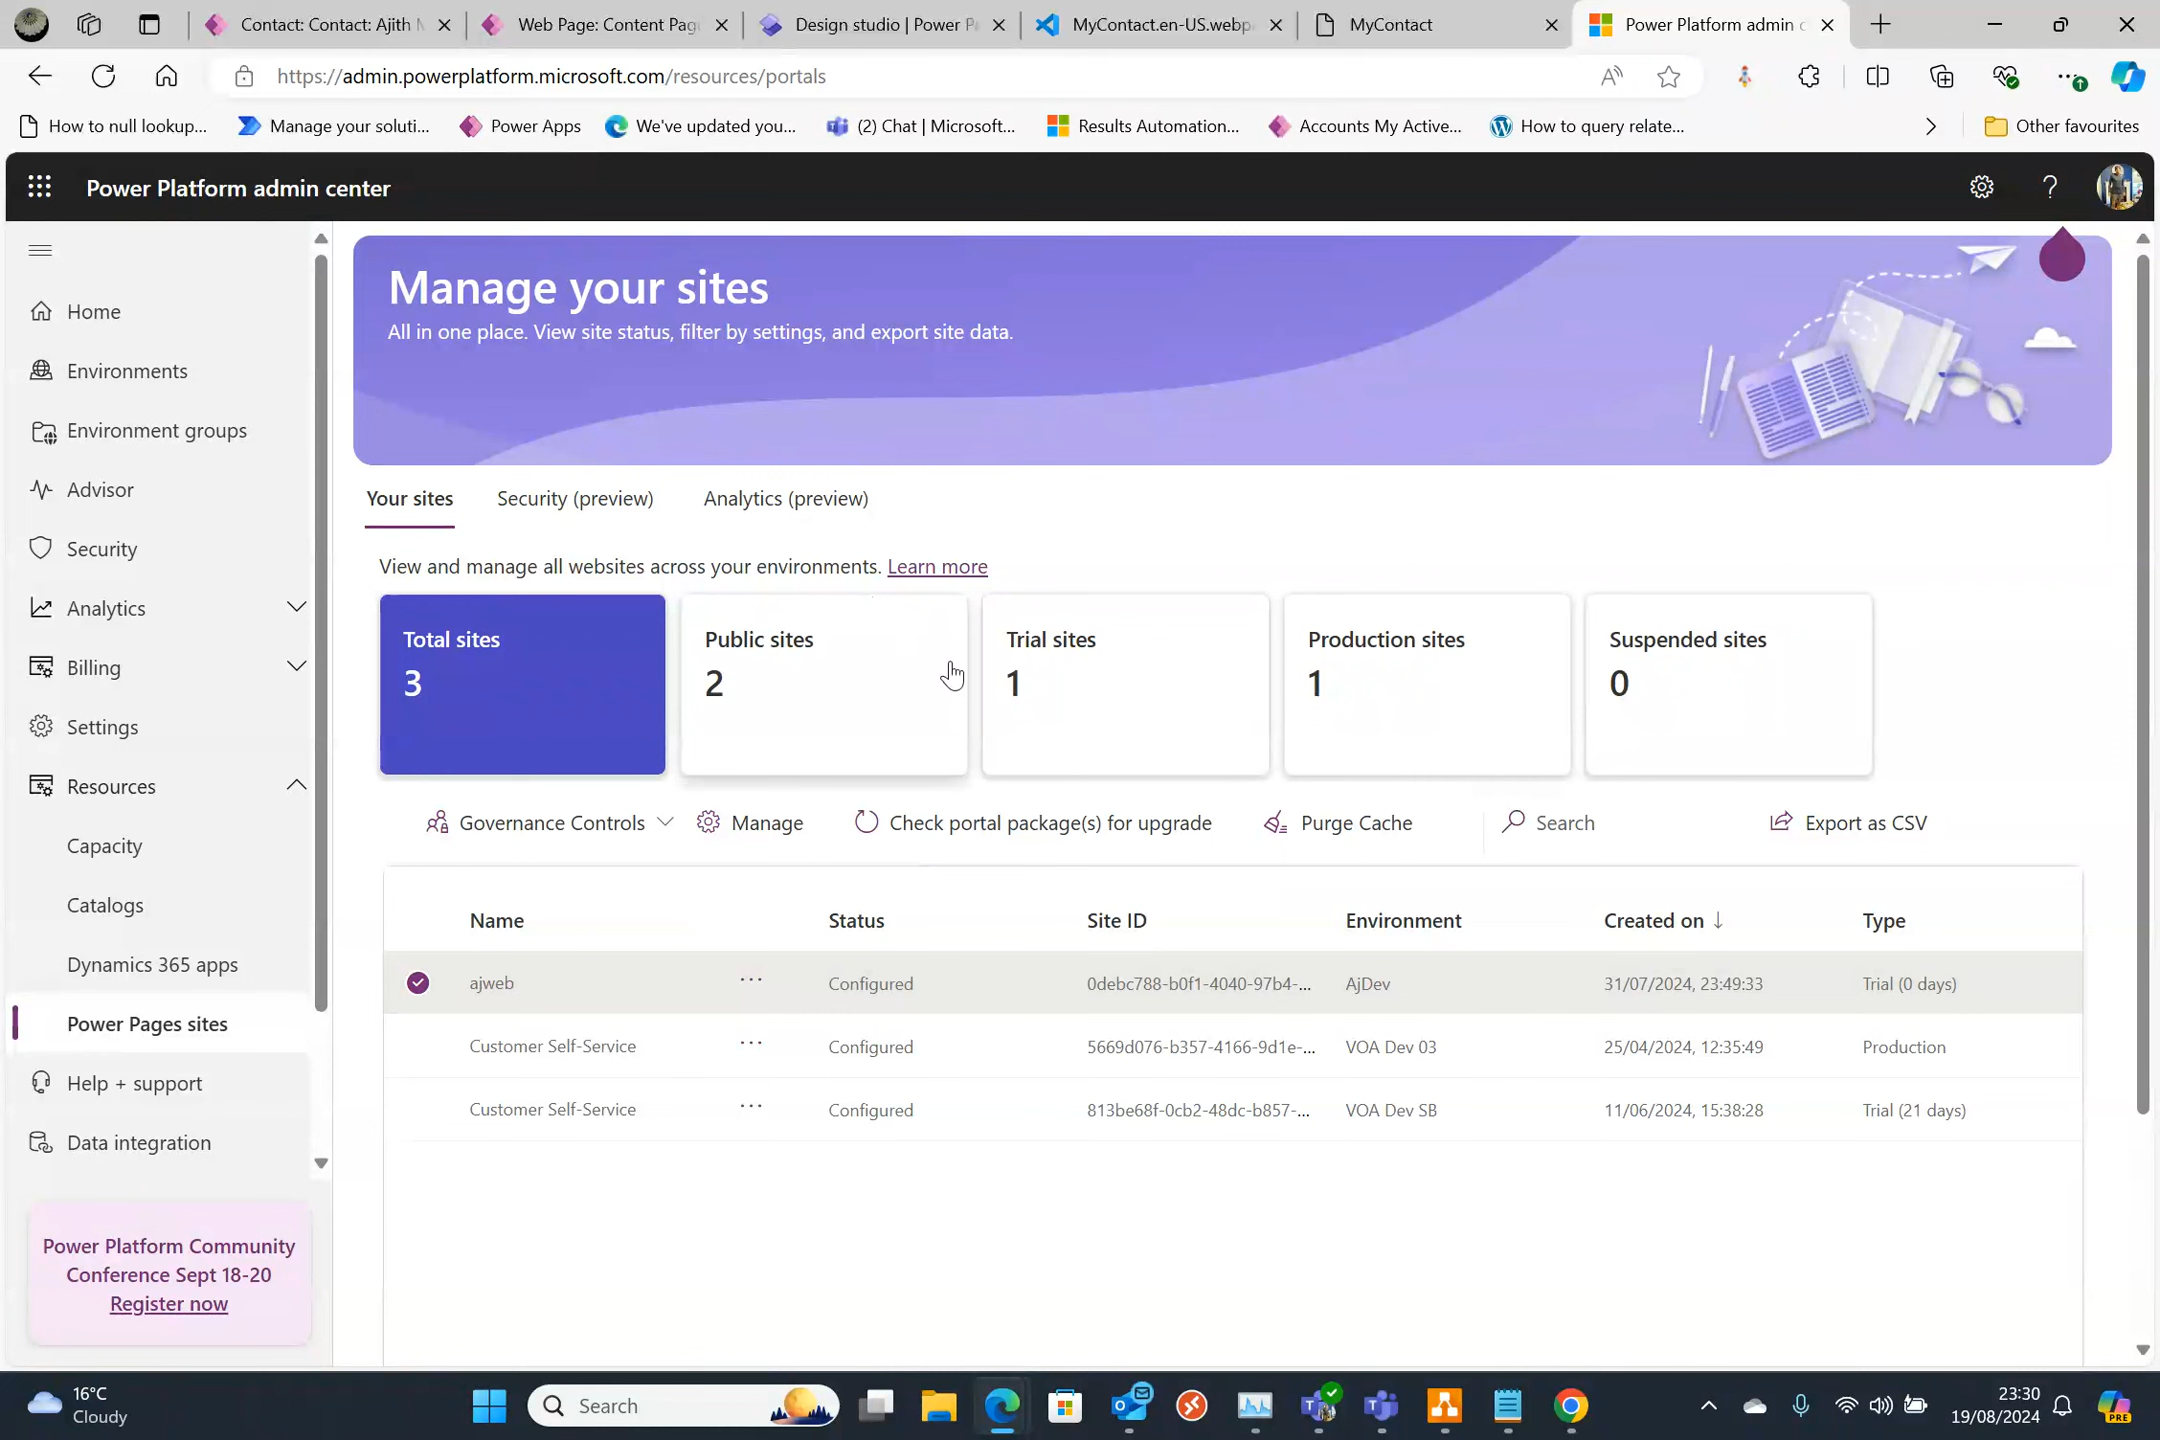 Contact: Contact: Ajith M
Web Page: Content Page
Design studio | Power Pa
MyContact.en-US.webpa
MyContact
Power Platform admin c
https://admin.powerplatform.microsoft.com/resources/portals
How to null lookup...
Manage your soluti...
Power Apps
We've updated you...
(2) Chat | Microsoft...
Results Automation...
Accounts My Active...
How to query relate...
Other favourites
Power Platform admin center
Home
Environments
Environment groups
Advisor
Security
Analytics
Billing
Settings
Resources
Capacity
Catalogs
Dynamics 365 apps
Power Pages sites
Help + support
Data integration
Power Platform Community
Conference Sept 18-20
Register now
Manage your sites
All in one place. View site status, filter by settings, and export site data.
Your sites Security (preview) Analytics (preview)
View and manage all websites across your environments. Learn more
Total sites
3
Public sites
2
Trial sites
1
Production sites
1
Suspended sites
0
Governance Controls Manage Check portal package(s) for upgrade Purge Cache Search Export as CSV
Name Status Site ID Environment Created on Type
ajweb ... Configured 0debc788-b0f1-4040-97b4-... AjDev 31/07/2024, 23:49:33 Trial (0 days)
Customer Self-Service ... Configured 5669d076-b357-4166-9d1e-... VOA Dev 03 25/04/2024, 12:35:49 Production
Customer Self-Service ... Configured 813be68f-0cb2-48dc-b857-... VOA Dev SB 11/06/2024, 15:38:28 Trial (21 days)
16°C
Cloudy
Search
23:30
19/08/2024
PRE